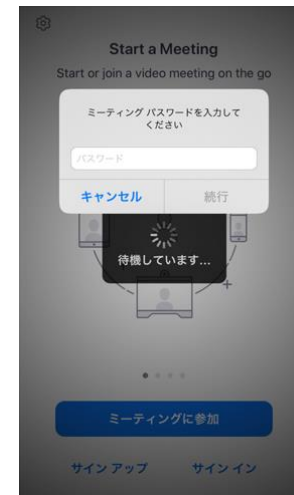 Start a Meeting
Start or join a video meeting on the go
ミーティング パスワードを入力して
ください
パスワード
キャンセル
続行
待機しています...
ミーティングに参加
サイン アップ
サイン イン